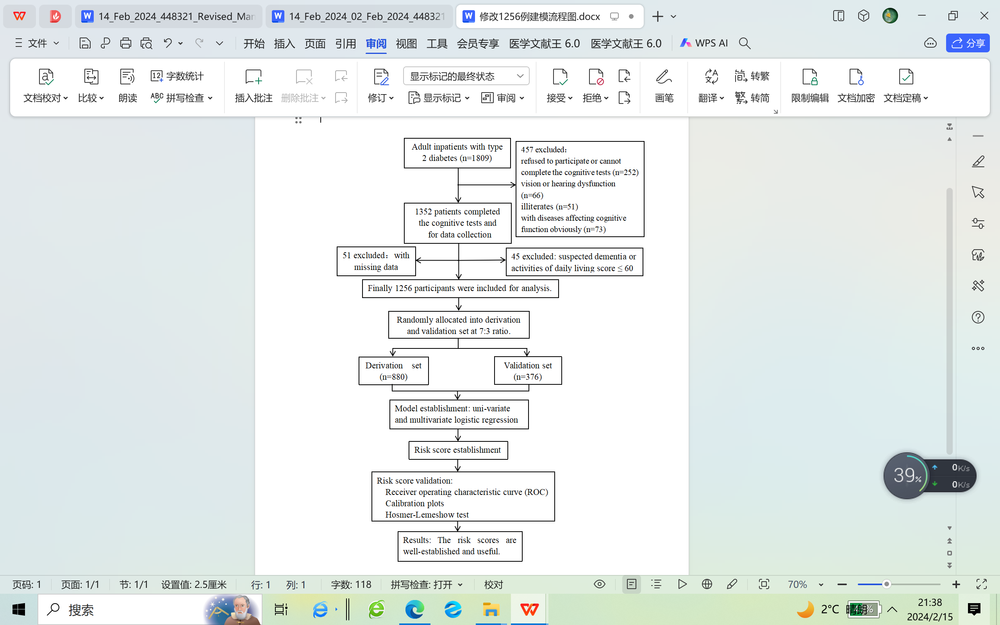 14_Feb_2024_448321_Revised_Man
14_Feb_2024_02_Feb_2024_448321
修改1256例建模流程图.docx
文件
开始 插入 页面 引用 审阅 视图 工具 会员专享 医学文献王 6.0 医学文献王 6.0 WPS AI
分享
文档校对
比较
朗读
字数统计
拼写检查
插入批注
删除批注
修订
显示标记的最终状态
显示标记
审阅
接受
拒绝
画笔
翻译
转繁
转简
限制编辑
文档加密
文档定稿
Adult inpatients with type
2 diabetes (n=1809)
457 excluded：
refused to participate or cannot
complete the cognitive tests (n=252)
vision or hearing dysfunction
(n=66)
illiterates (n=51)
with diseases affecting cognitive
function obviously (n=73)
1352 patients completed
the cognitive tests and
for data collection
51 excluded：with
missing data
45 excluded: suspected dementia or
activities of daily living score ≤ 60
Finally 1256 participants were included for analysis.
Randomly allocated into derivation
and validation set at 7:3 ratio.
Derivation set
(n=880)
Validation set
(n=376)
Model establishment: uni-variate
and multivariate logistic regression
Risk score establishment
Risk score validation:
Receiver operating characteristic curve (ROC)
Calibration plots
Hosmer-Lemeshow test
Results: The risk scores are
well-established and useful.
39%
0K/s
0K/s
页码: 1 页面: 1/1 节: 1/1 设置值: 2.5厘米 行: 1 列: 1 字数: 118 拼写检查: 打开 校对 70%
搜索
2°C 晴朗
21:38
2024/2/15